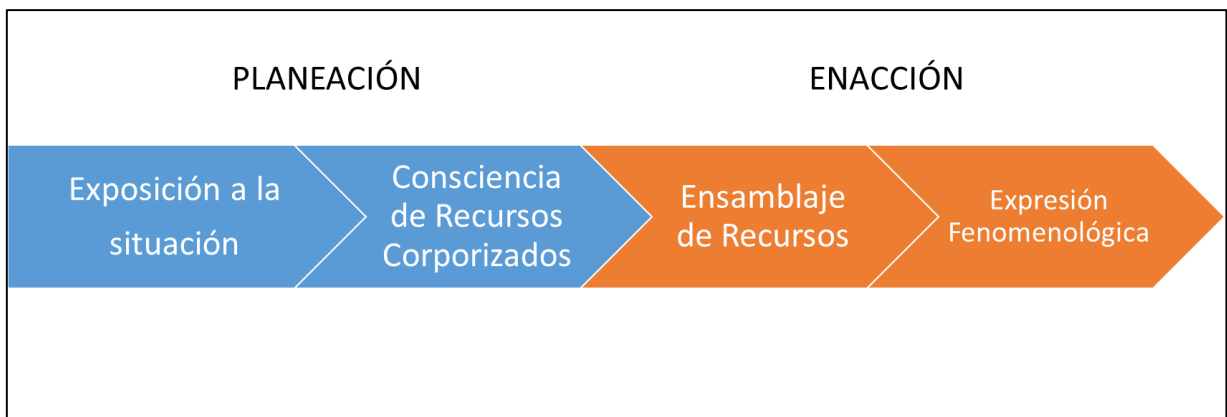 PLANEACIÓN
ENACCIÓN
Exposición a la
situación
Consciencia
de Recursos
Corporizados
Ensamblaje
de Recursos
Expresión
Fenomenológica